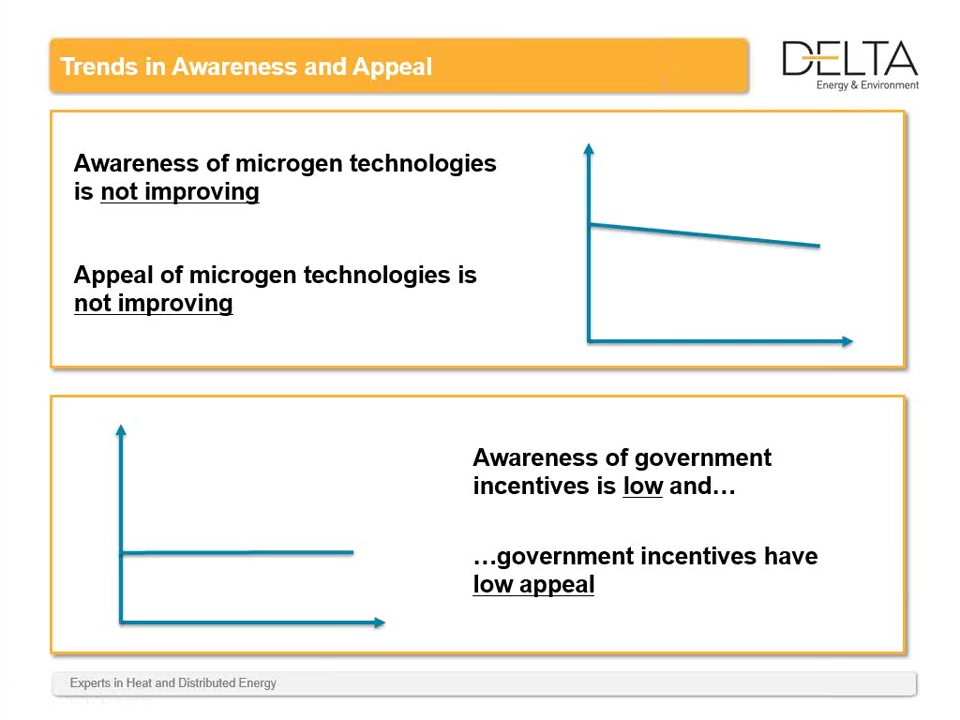 Trends in Awareness and Appeal
DELTA
Energy & Environment
Awareness of microgen technologies
is not improving
Appeal of microgen technologies is
not improving
Awareness of government
incentives is low and…
…government incentives have
low appeal
Experts in Heat and Distributed Energy